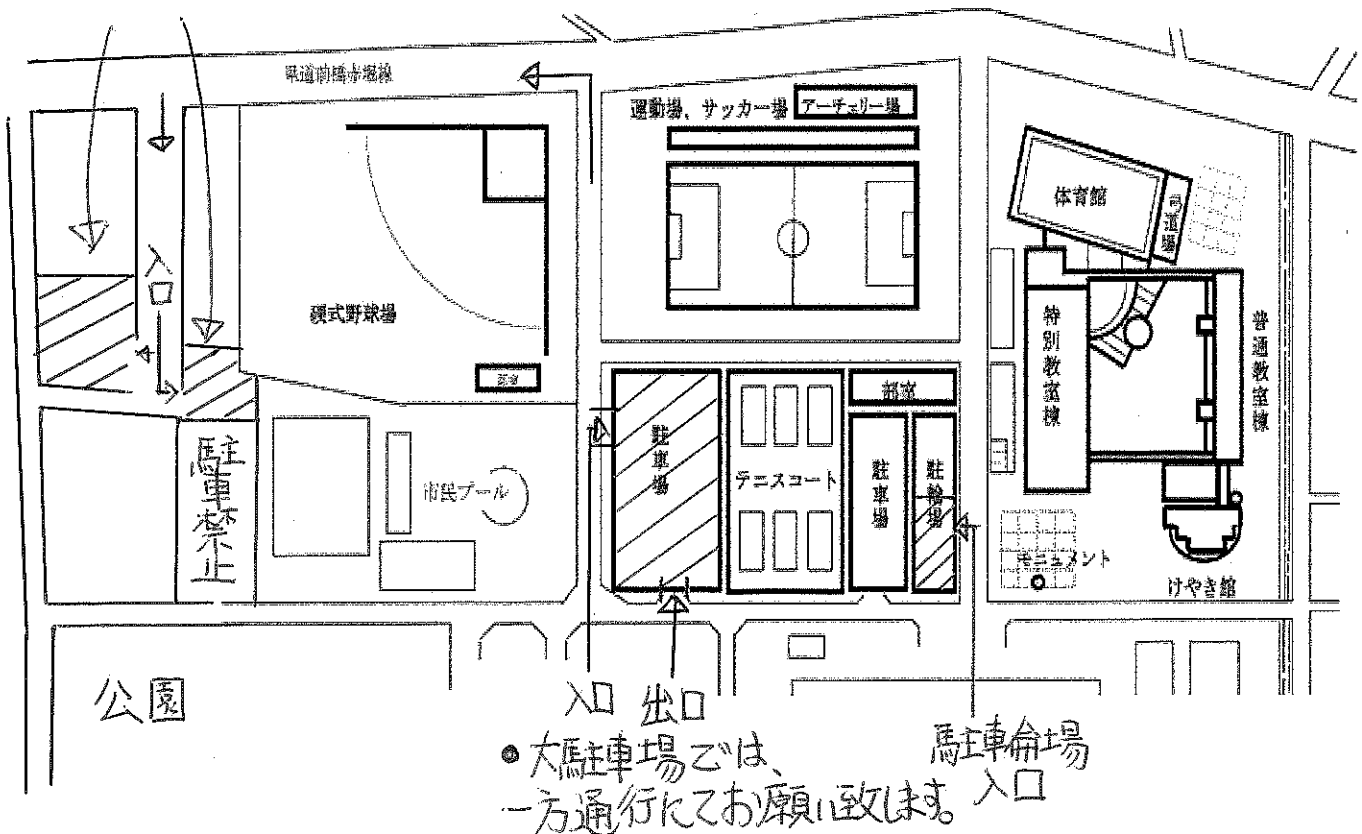 県道前橋赤堀線
運動場、サッカー場
アーチェリー場
体育館
弓道場
入口
硬式野球場
特別教室棟
普通教室棟
部室
駐車場
テニスコート
駐車場
駐輪場
市民プール
駐車禁止
モニュメント
けやき館
公園
入口
出口
駐輪場
入口
●大駐車場では、
一方通行にてお願い致します。